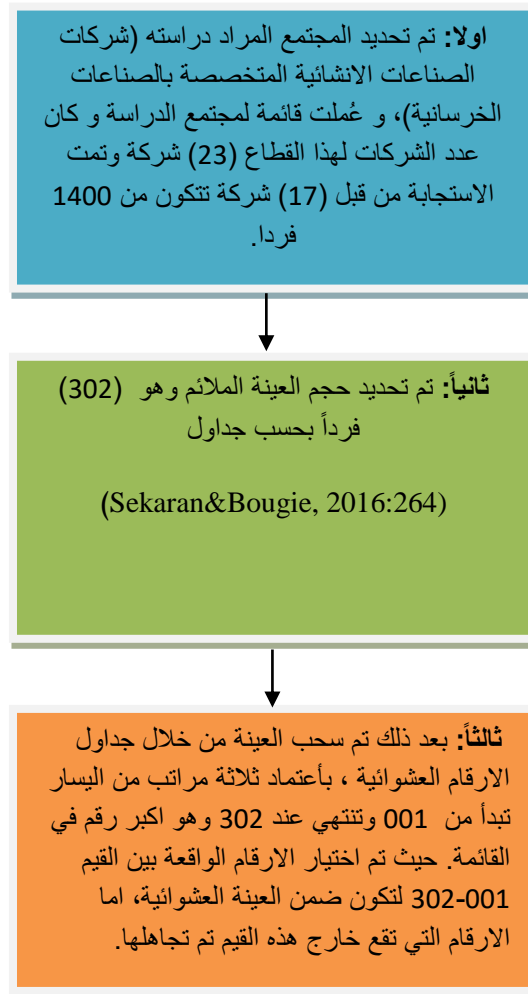 اولا: تم تحديد المجتمع المراد دراسته (شركات
الصناعات الانشائية المتخصصة بالصناعات
الخرسانية)، و عُملت قائمة لمجتمع الدراسة و كان
عدد الشركات لهذا القطاع (23) شركة وتمت
الاستجابة من قبل (17) شركة تتكون من 1400
فردا.
ثانياً: تم تحديد حجم العينة الملائم وهو (302)
فرداً بحسب جداول
(Sekaran&Bougie, 2016:264)
ثالثاً: بعد ذلك تم سحب العينة من خلال جداول
الارقام العشوائية ، بأعتماد ثلاثة مراتب من اليسار
تبدأ من 001 وتنتهي عند 302 وهو اكبر رقم في
القائمة. حيث تم اختيار الارقام الواقعة بين القيم
302-001 لتكون ضمن العينة العشوائية، اما
الارقام التي تقع خارج هذه القيم تم تجاهلها.